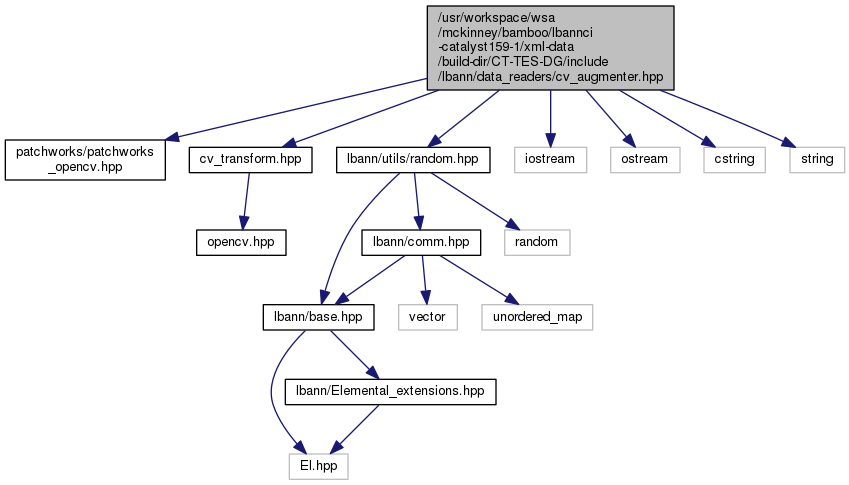 /usr/workspace/wsa
/mckinney/bamboo/lbannci
-catalyst159-1/xml-data
/build-dir/CT-TES-DG/include
/lbann/data_readers/cv_augmenter.hpp
patchworks/patchworks
_opencv.hpp
cv_transform.hpp
lbann/utils/random.hpp
iostream
ostream
cstring
string
opencv.hpp
lbann/comm.hpp
random
lbann/base.hpp
vector
unordered_map
lbann/Elemental_extensions.hpp
El.hpp